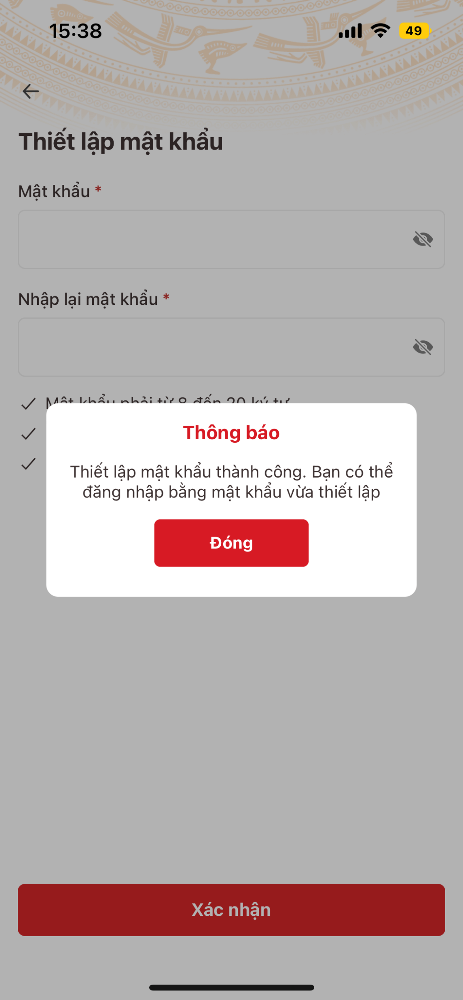 15:38
49
Thiết lập mật khẩu
Mật khẩu *
Nhập lại mật khẩu *
Mật khẩu phải từ 8 đến 20 ký tự
Thông báo
Thiết lập mật khẩu thành công. Bạn có thể
đăng nhập bằng mật khẩu vừa thiết lập
Đóng
Xác nhận